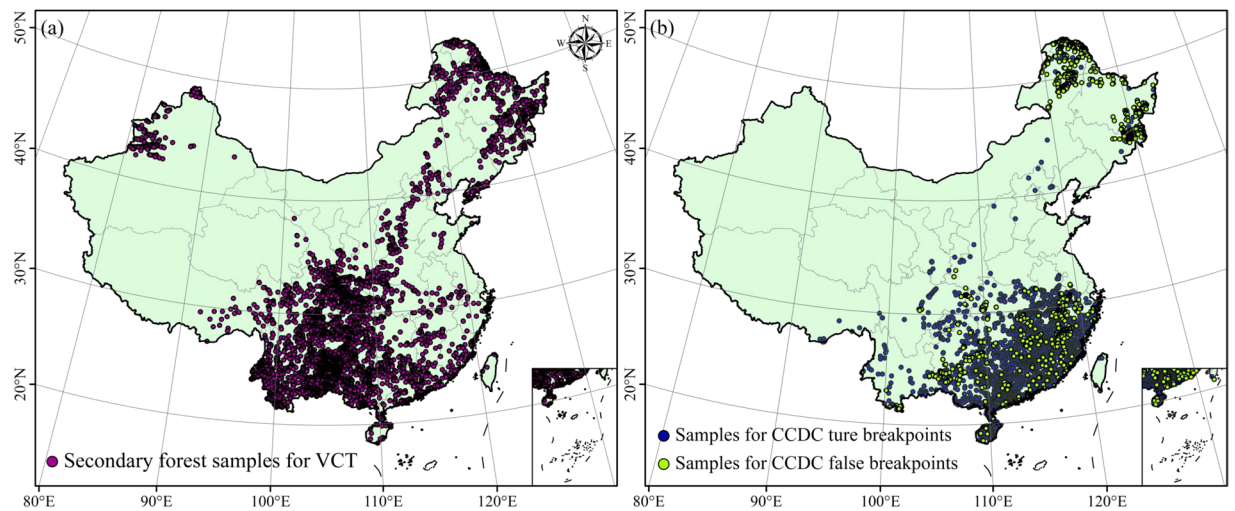 (a)
N
W E
S
50°N
40°N
30°N
20°N
Secondary forest samples for VCT
80°E 90°E 100°E 110°E 120°E
(b)
50°N
40°N
30°N
20°N
Samples for CCDC ture breakpoints
Samples for CCDC false breakpoints
80°E 90°E 100°E 110°E 120°E